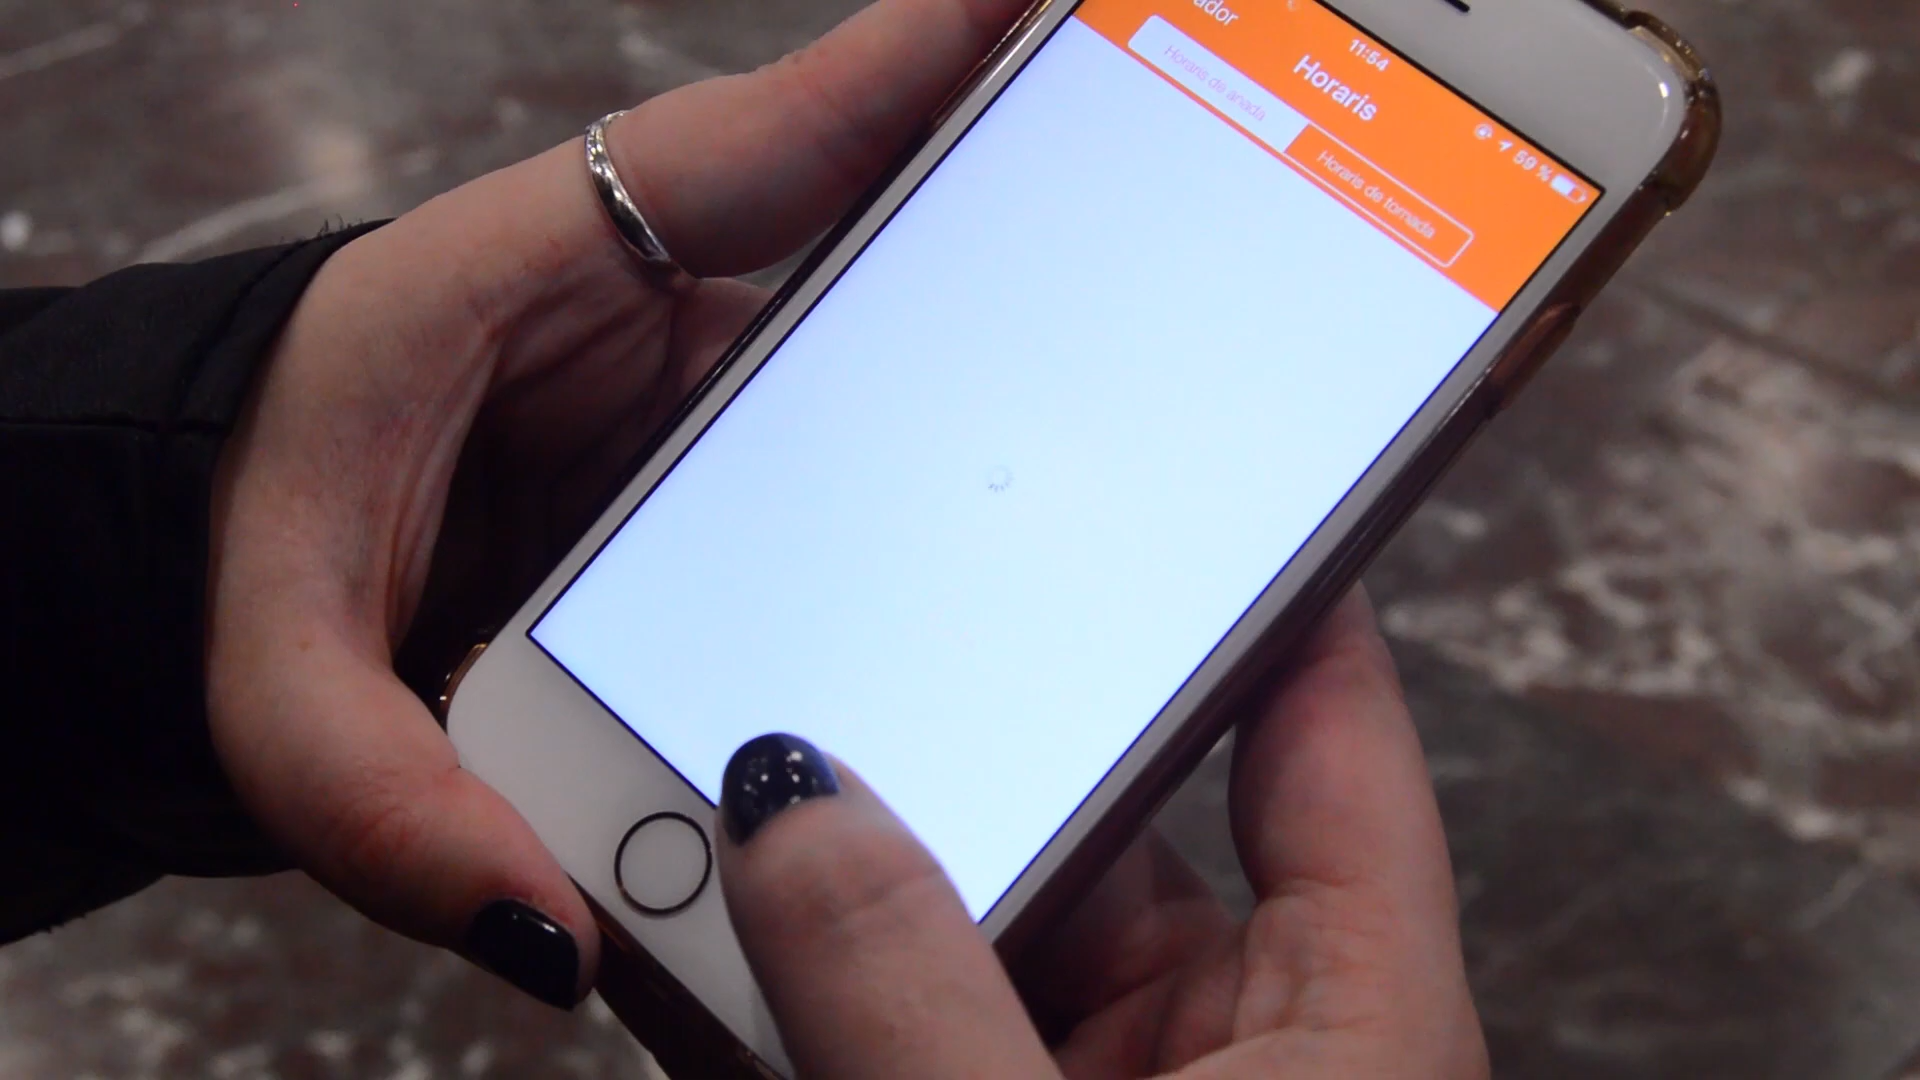 11:54
59 %
ador
Horaris
Horaris de anada
Horaris de tornada